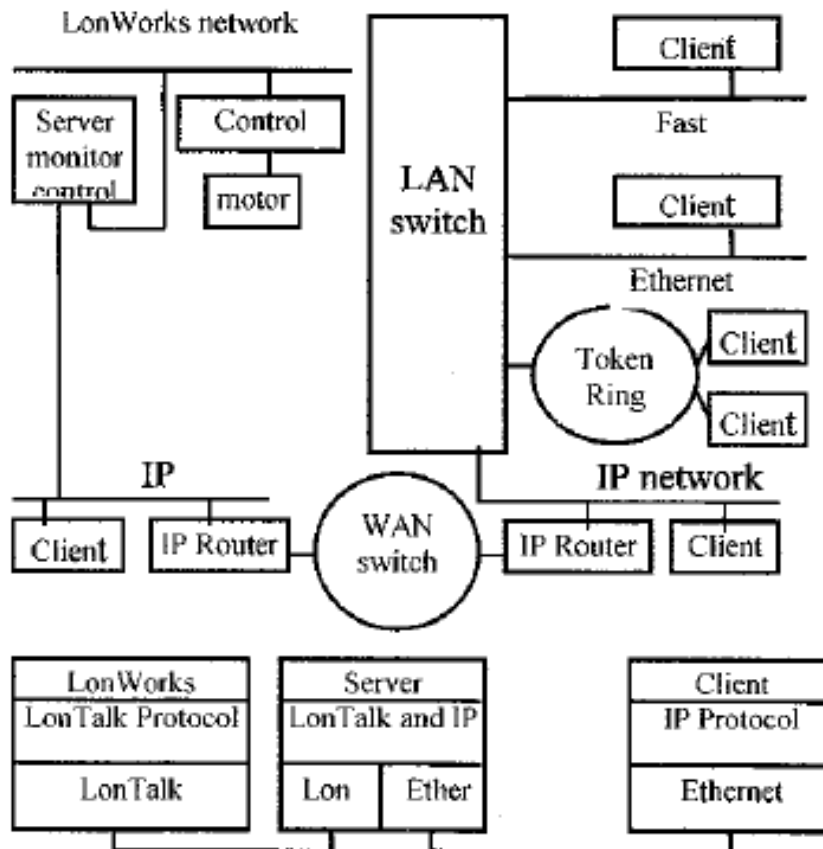 LonWorks network
Client
Server
monitor
control
Control
motor
Fast
LAN
switch
Client
Ethernet
Token
Ring
Client
Client
IP
IP network
WAN
switch
Client
IP Router
IP Router
Client
LonWorks
LonTalk Protocol
LonTalk
Server
LonTalk and IP
Lon
Ether
Client
IP Protocol
Ethernet